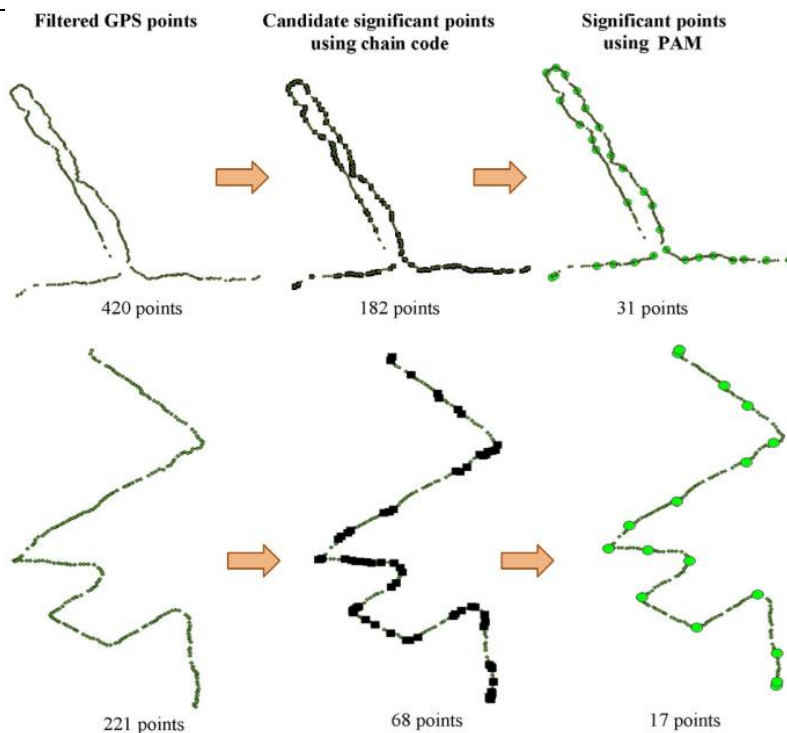 Filtered GPS points
Candidate significant points
using chain code
Significant points
using PAM
420 points
182 points
31 points
221 points
68 points
17 points